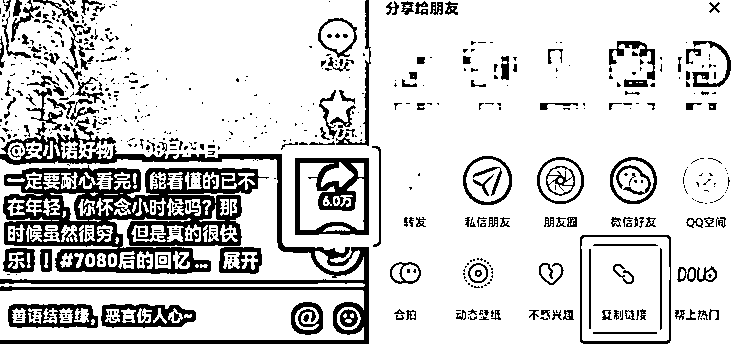 @安小诺好物
一定要耐心看完！能看懂的已不
在年轻，你怀念小时候吗？那
时候虽然很穷，但是真的很快
乐！！#7080后的回忆... 展开
6.0万
善语结善缘，恶言伤人心~
分享给朋友
转发 私信朋友 朋友圈 微信好友 QQ空间
合拍 动态壁纸 不感兴趣 复制链接 帮上热门